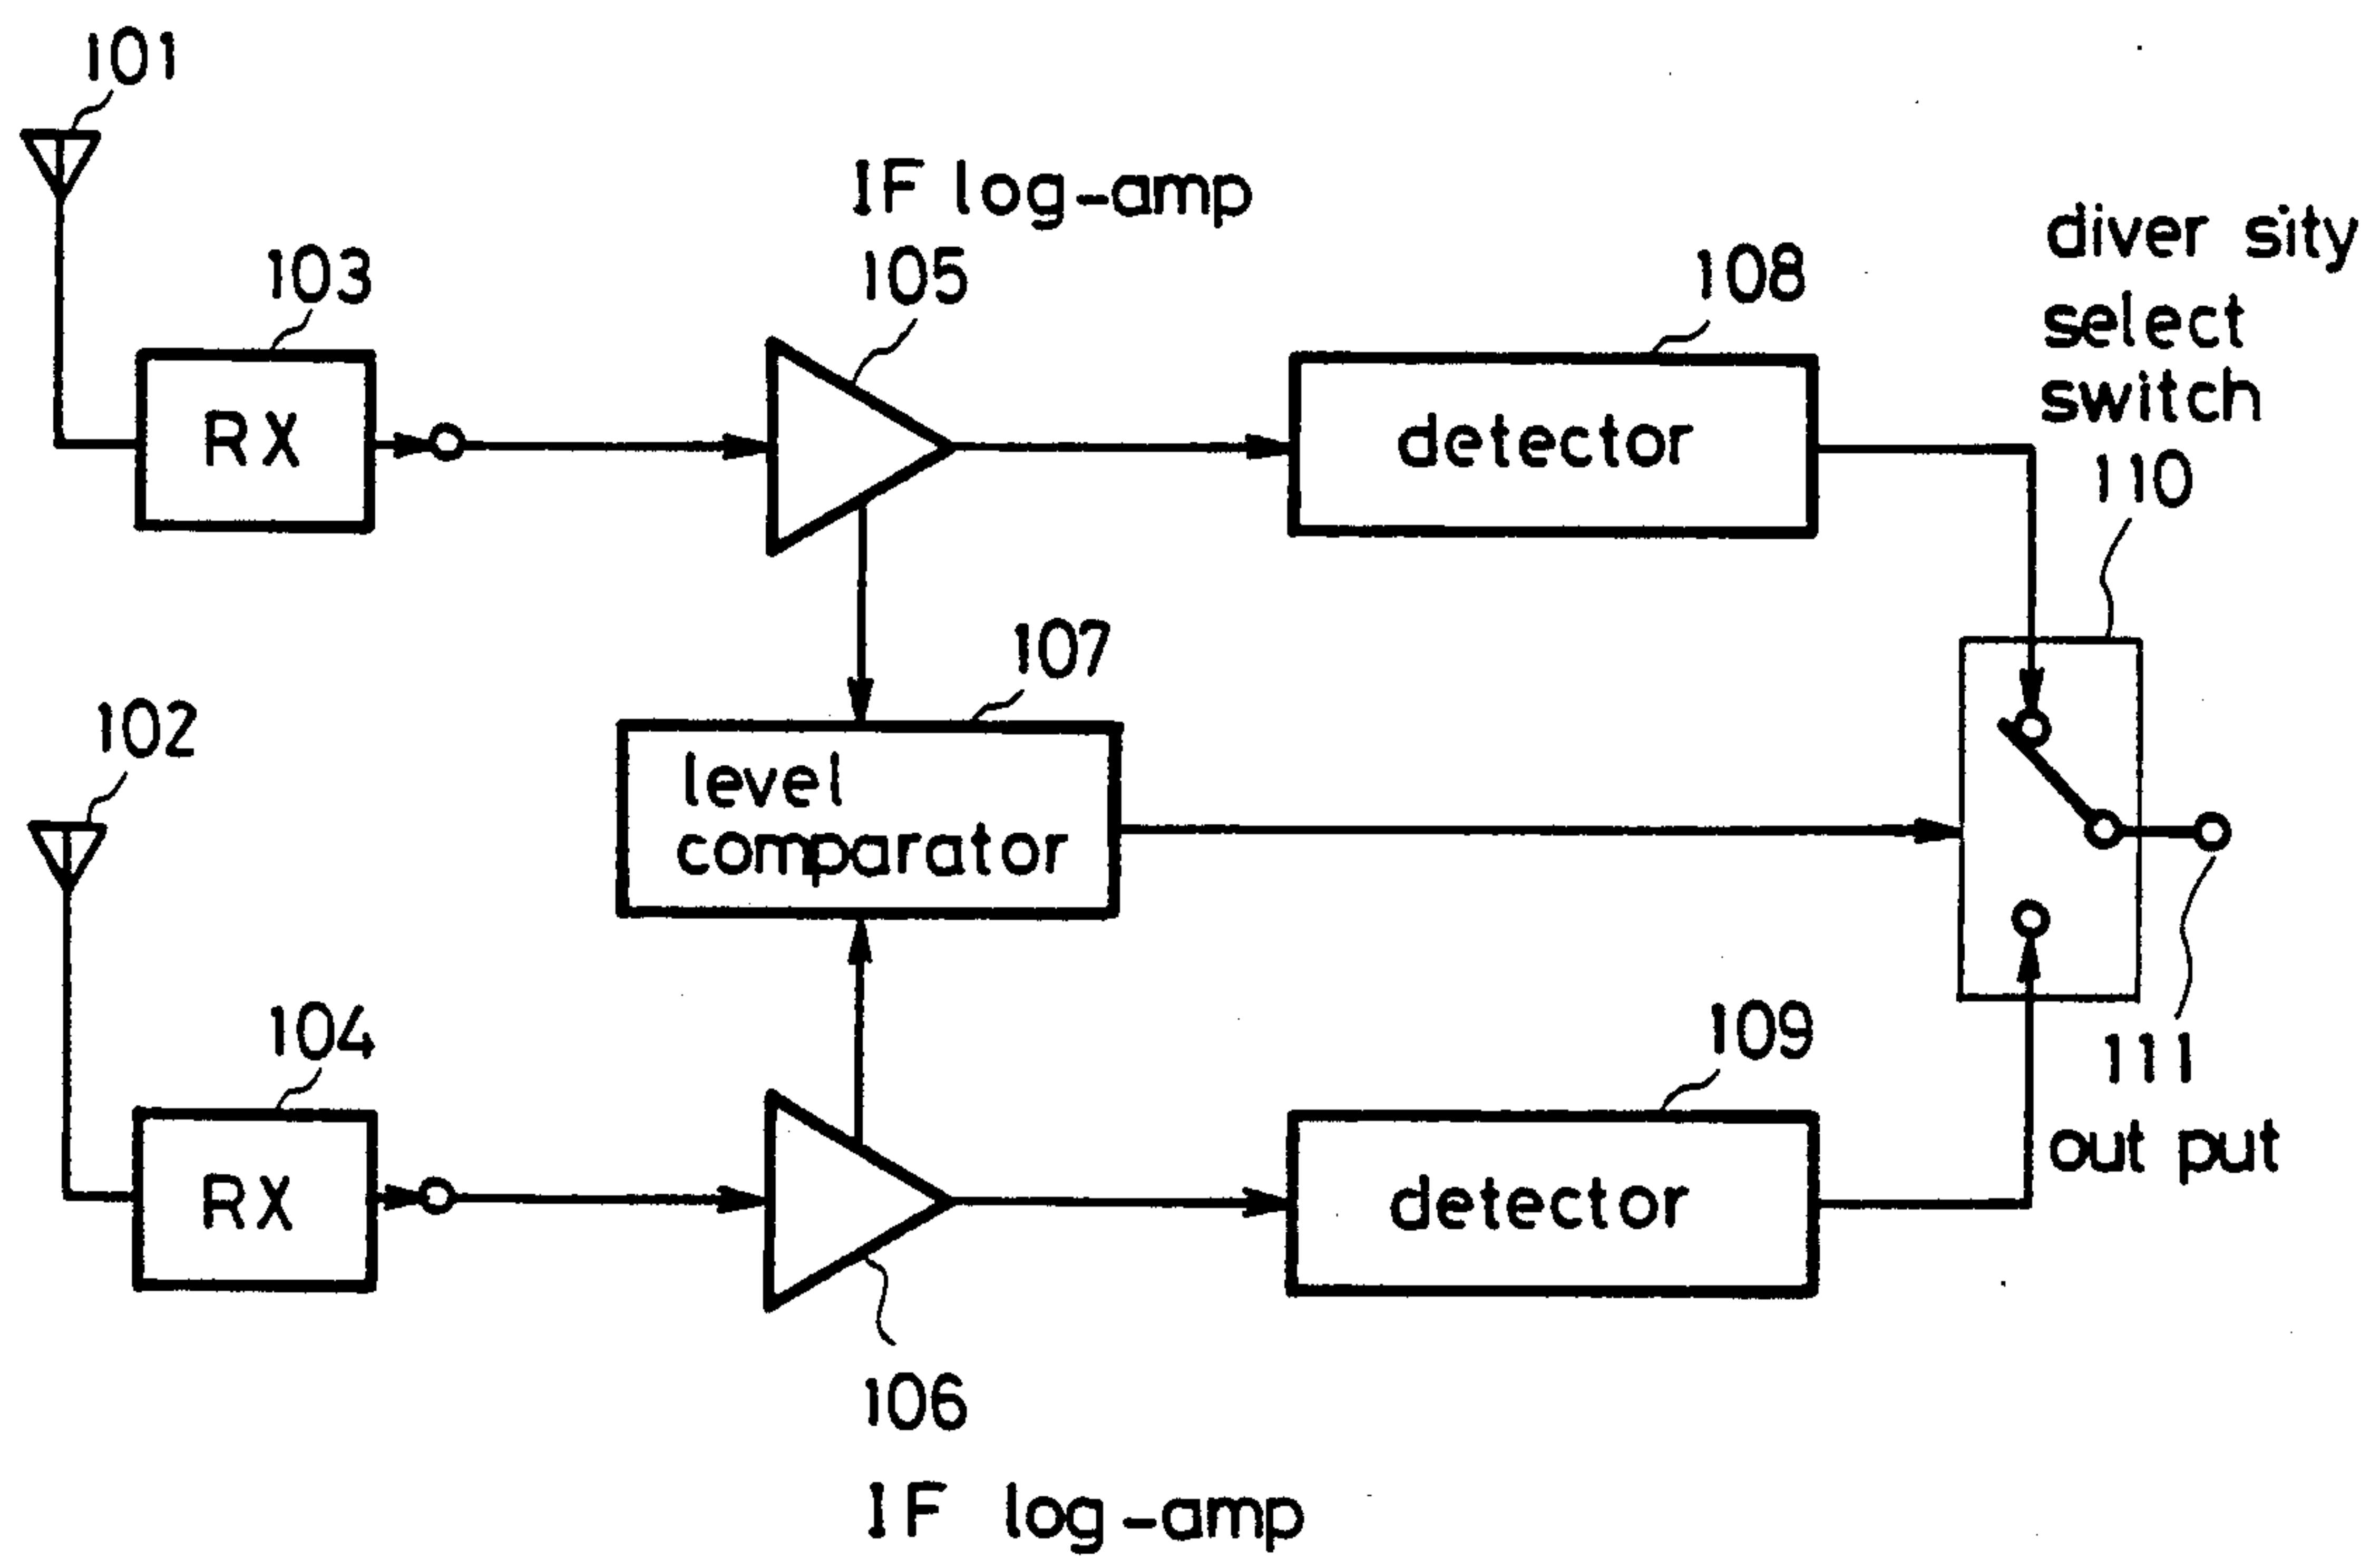 101
IF log-amp
diver sity
select
switch
103
105
108
110
RX
detector
107
102
level
comparator
104
109
111
out put
RX
detector
106
IF log-amp